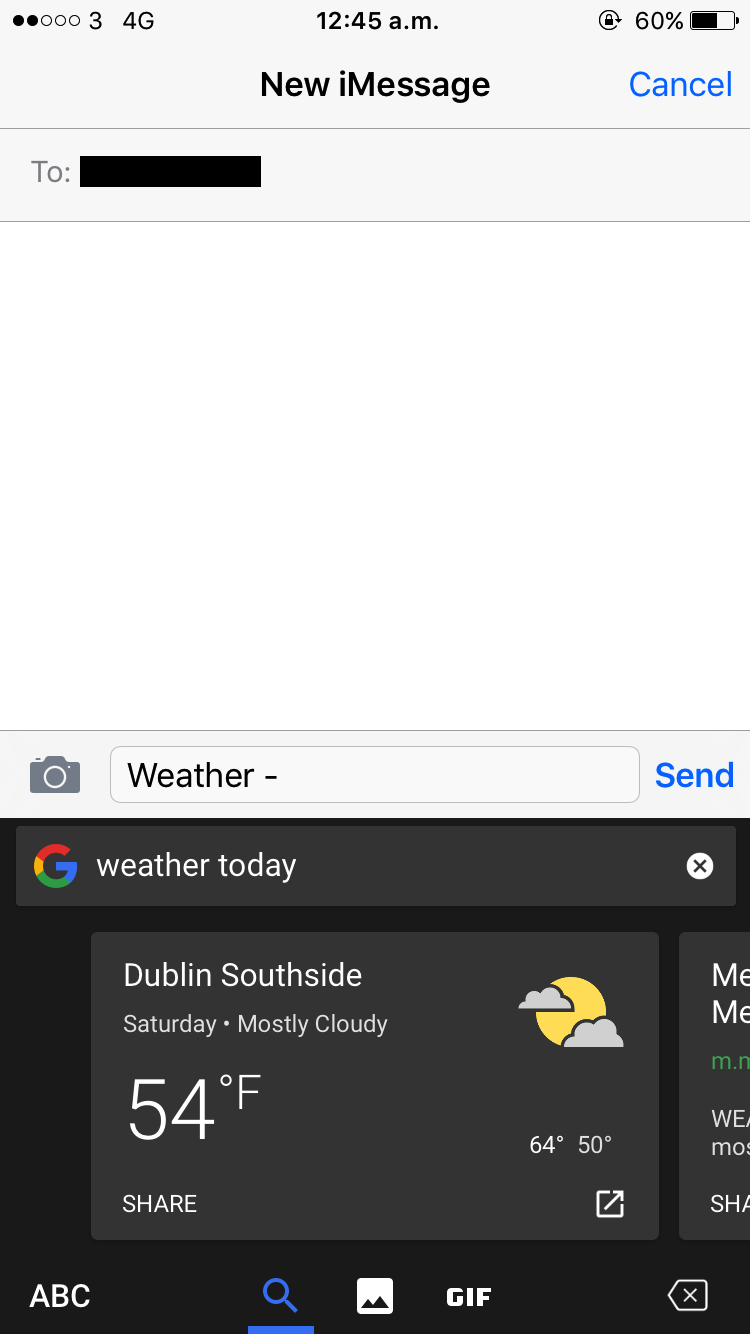 3 4G 12:45 a.m. 60%
New iMessage Cancel
To:
Weather - Send
weather today
Dublin Southside
Saturday • Mostly Cloudy
54 °F
64° 50°
SHARE
Me
Me
m.m
WEA
mos
SHA
ABC GIF